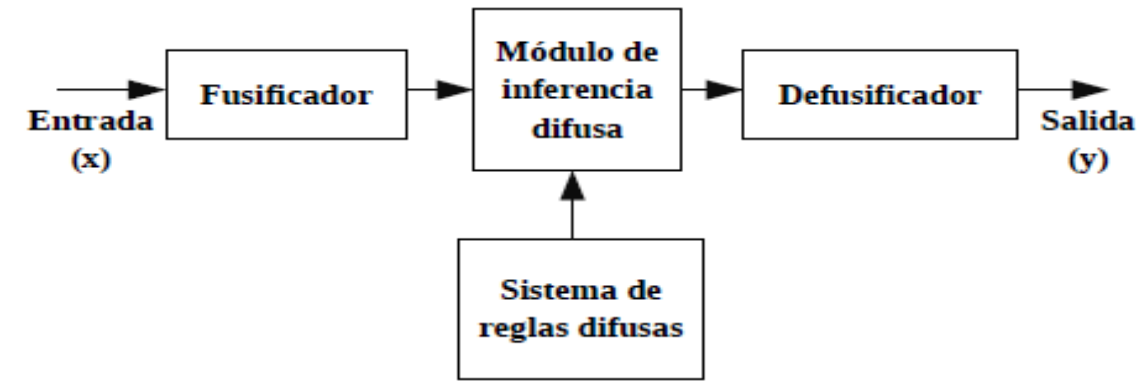 Entrada
(x)
Fusificador
Módulo de
inferencia
difusa
Defusificador
Salida
(y)
Sistema de
reglas difusas